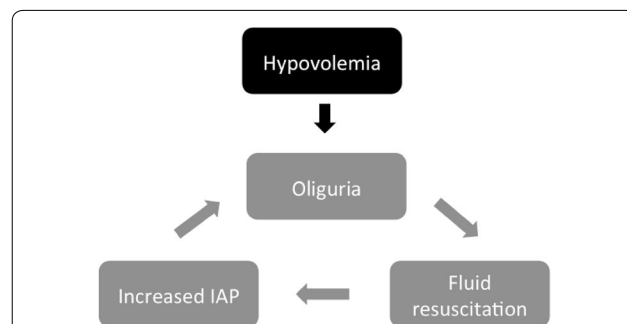 Hypovolemia
Oliguria
Increased IAP
Fluid
resuscitation